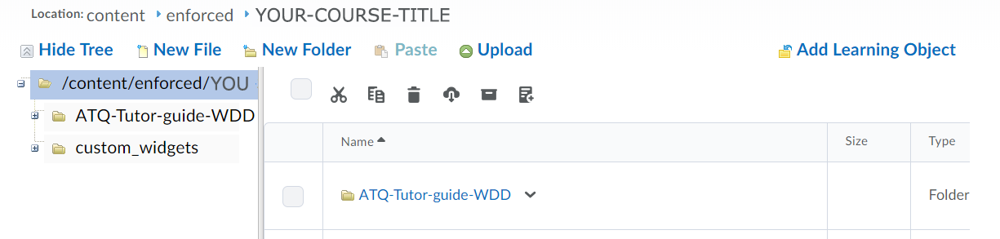 Location: content enforced YOUR-COURSE-TITLE
Hide Tree New File New Folder Paste Upload Add Learning Object
/content/enforced/YOU
ATQ-Tutor-guide-WDD
custom_widgets
Name Size Type
ATQ-Tutor-guide-WDD Folder